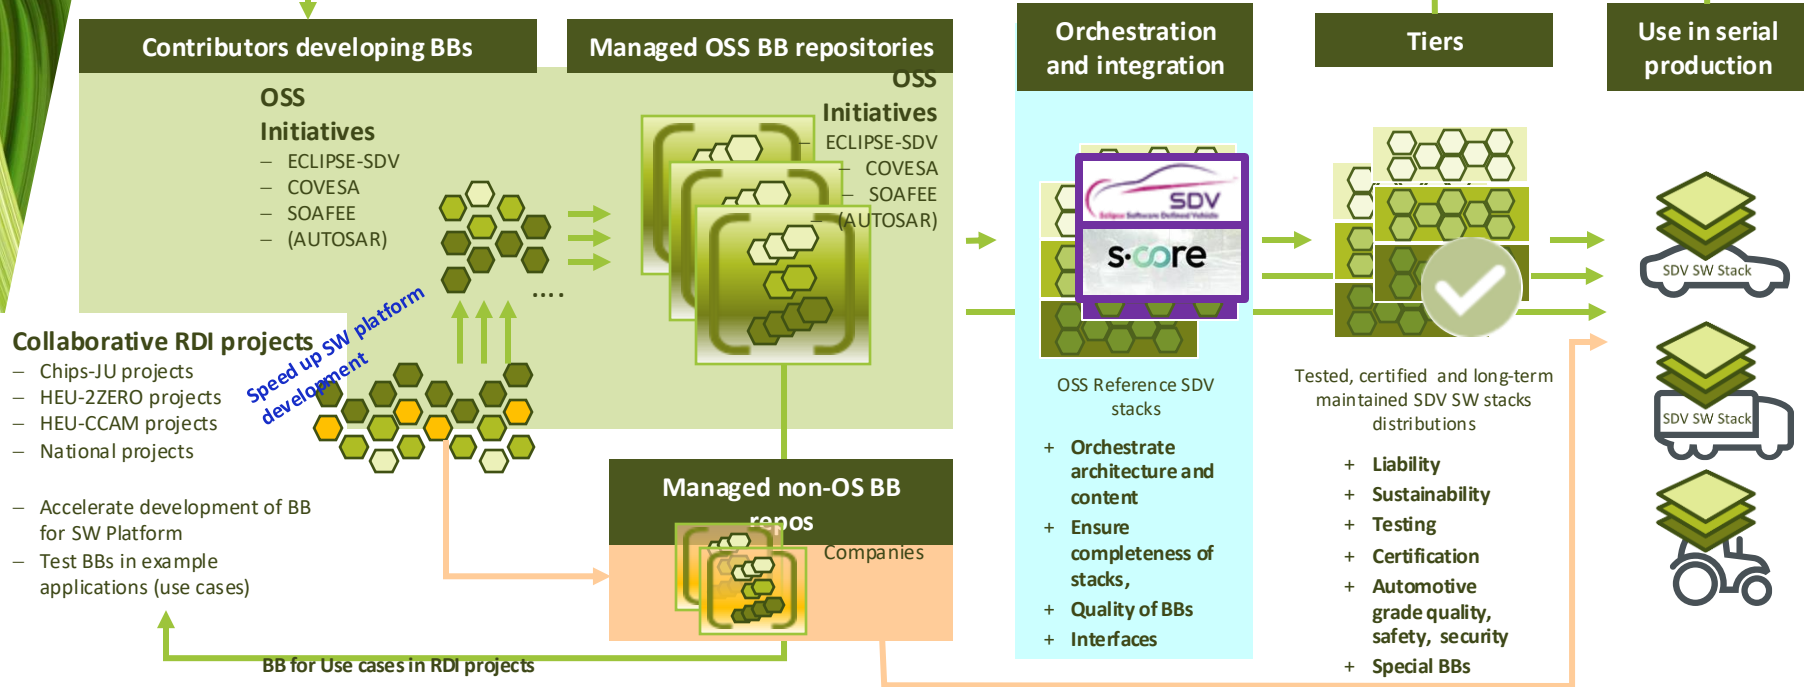 Contributors developing BBs
OSS
Initiatives
– ECLIPSE-SDV
– COVESA
– SOAFEE
– (AUTOSAR)
....
Speed up SW platform
development
Collaborative RDI projects
– Chips-JU projects
– HEU-2ZERO projects
– HEU-CCAM projects
– National projects
– Accelerate development of BB
for SW Platform
– Test BBs in example
applications (use cases)
BB for Use cases in RDI projects
Managed OSS BB repositories
OSS
Initiatives
– ECLIPSE-SDV
– COVESA
– SOAFEE
– (AUTOSAR)
Managed non-OS BB
repos
Companies
Orchestration
and integration
SDV
Eclipse Software Defined Vehicle
s·core
OSS Reference SDV
stacks
+ Orchestrate
architecture and
content
+ Ensure
completeness of
stacks,
+ Quality of BBs
+ Interfaces
Tiers
Tested, certified and long-term
maintained SDV SW stacks
distributions
+ Liability
+ Sustainability
+ Testing
+ Certification
+ Automotive
grade quality,
safety, security
+ Special BBs
Use in serial
production
SDV SW Stack
SDV SW Stack